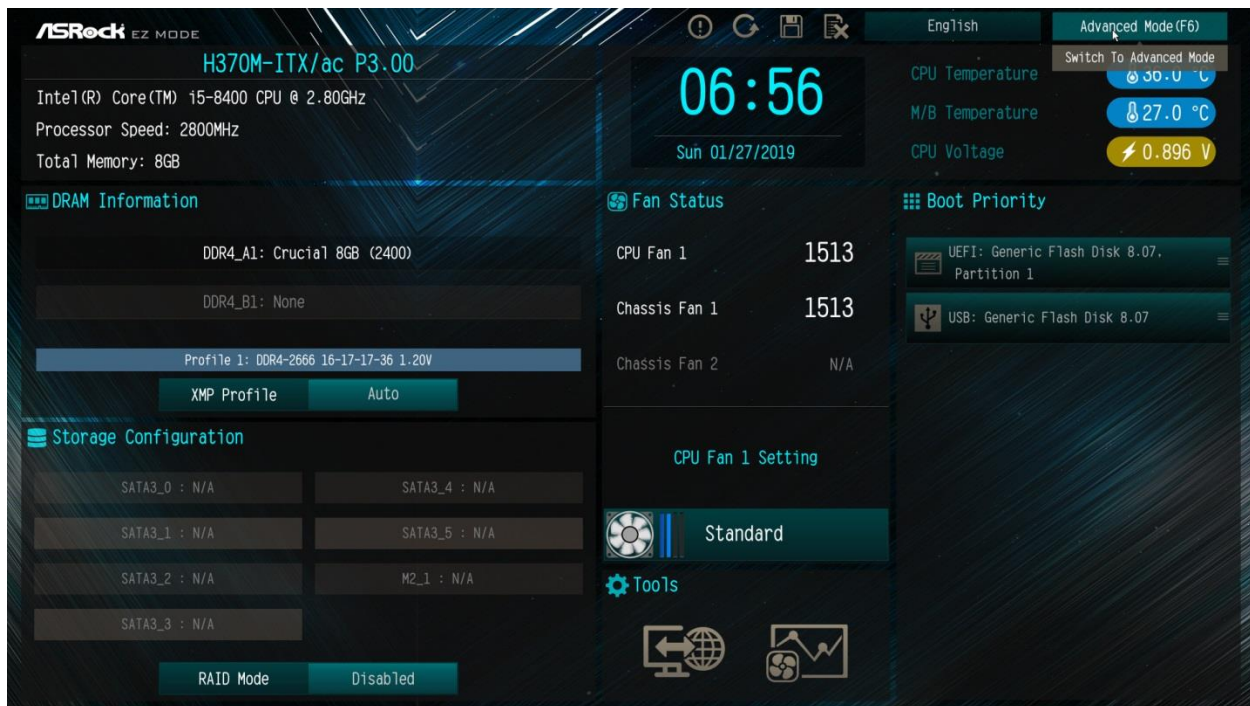 ASRock EZ MODE
English
Advanced Mode(F6)
Switch To Advanced Mode
H370M-ITX/ac P3.00
Intel(R) Core(TM) i5-8400 CPU @ 2.80GHz
Processor Speed: 2800MHz
Total Memory: 8GB
06:56
Sun 01/27/2019
CPU Temperature
36.0 °C
M/B Temperature
27.0 °C
CPU Voltage
0.896 V
DRAM Information
DDR4_A1: Crucial 8GB (2400)
DDR4_B1: None
Profile 1: DDR4-2666 16-17-17-36 1.20V
XMP Profile
Auto
Storage Configuration
SATA3_0 : N/A
SATA3_4 : N/A
SATA3_1 : N/A
SATA3_5 : N/A
SATA3_2 : N/A
M2_1 : N/A
SATA3_3 : N/A
RAID Mode
Disabled
Fan Status
CPU Fan 1
1513
Chassis Fan 1
1513
Chassis Fan 2
N/A
CPU Fan 1 Setting
Standard
Tools
Boot Priority
UEFI: Generic Flash Disk 8.07,
Partition 1
USB: Generic Flash Disk 8.07